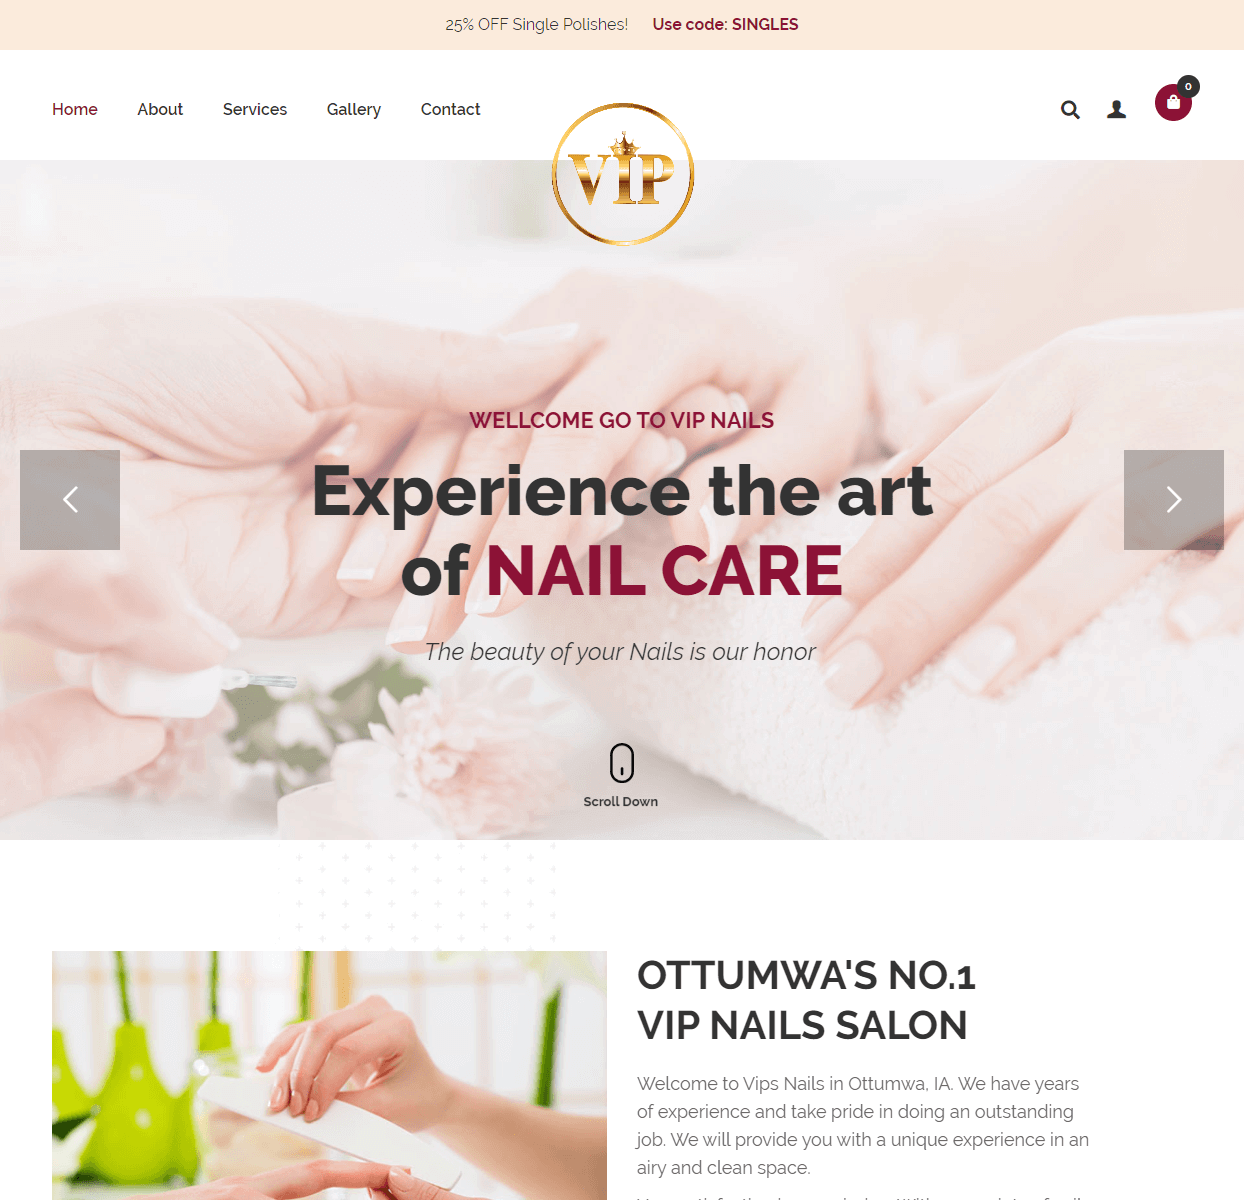 25% OFF Single Polishes! Use code: SINGLES
Home About Services Gallery Contact
0
VIP
WELLCOME GO TO VIP NAILS
Experience the art
of NAIL CARE
The beauty of your Nails is our honor
Scroll Down
OTTUMWA'S NO.1
VIP NAILS SALON
Welcome to Vips Nails in Ottumwa, IA. We have years
of experience and take pride in doing an outstanding
job. We will provide you with a unique experience in an
airy and clean space.